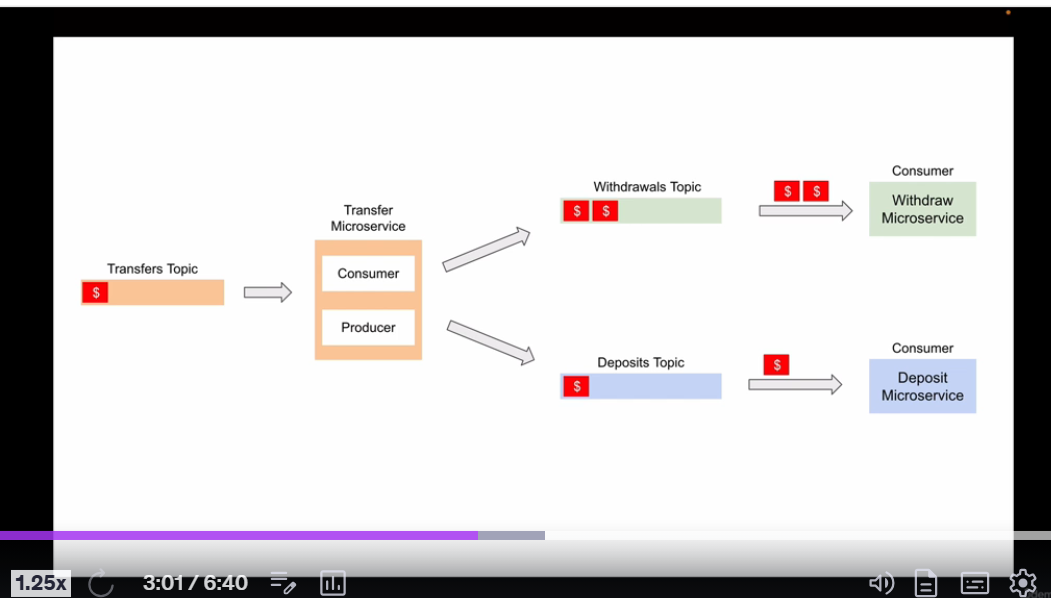 Transfers Topic
$
Transfer
Microservice
Consumer
Producer
Withdrawals Topic
$ $
$ $
Consumer
Withdraw
Microservice
Deposits Topic
$
$
Consumer
Deposit
Microservice
1.25x
3:01 / 6:40